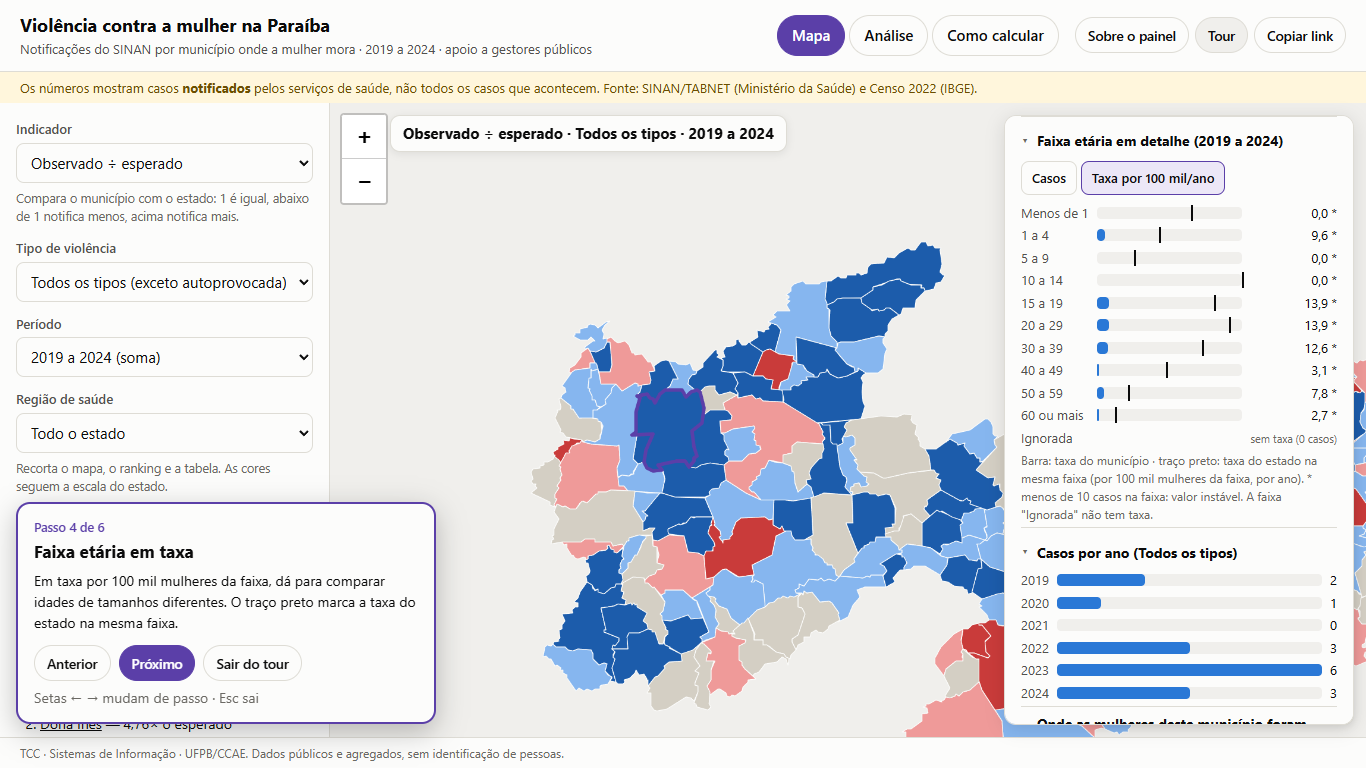 Violência contra a mulher na Paraíba
Notificações do SINAN por município onde a mulher mora · 2019 a 2024 · apoio a gestores públicos
Mapa
Análise
Como calcular
Sobre o painel
Tour
Copiar link
Os números mostram casos notificados pelos serviços de saúde, não todos os casos que acontecem. Fonte: SINAN/TABNET (Ministério da Saúde) e Censo 2022 (IBGE).
Indicador
Observado ÷ esperado
Compara o município com o estado: 1 é igual, abaixo
de 1 notifica menos, acima notifica mais.
Tipo de violência
Todos os tipos (exceto autoprovocada)
Período
2019 a 2024 (soma)
Região de saúde
Todo o estado
Recorta o mapa, o ranking e a tabela. As cores
seguem a escala do estado.
Passo 4 de 6
Faixa etária em taxa
Em taxa por 100 mil mulheres da faixa, dá para comparar
idades de tamanhos diferentes. O traço preto marca a taxa do
estado na mesma faixa.
Anterior
Próximo
Sair do tour
Setas ← → mudam de passo · Esc sai
2. Dona Inês — 4,76× o esperado
+
−
Observado ÷ esperado · Todos os tipos · 2019 a 2024
Faixa etária em detalhe (2019 a 2024)
Casos
Taxa por 100 mil/ano
Menos de 1 0,0 *
1 a 4 9,6 *
5 a 9 0,0 *
10 a 14 0,0 *
15 a 19 13,9 *
20 a 29 13,9 *
30 a 39 12,6 *
40 a 49 3,1 *
50 a 59 7,8 *
60 ou mais 2,7 *
Ignorada sem taxa (0 casos)
Barra: taxa do município · traço preto: taxa do estado na
mesma faixa (por 100 mil mulheres da faixa, por ano). *
menos de 10 casos na faixa: valor instável. A faixa
"Ignorada" não tem taxa.
Casos por ano (Todos os tipos)
2019 2
2020 1
2021 0
2022 3
2023 6
2024 3
Onde as mulheres deste município foram
TCC · Sistemas de Informação · UFPB/CCAE. Dados públicos e agregados, sem identificação de pessoas.